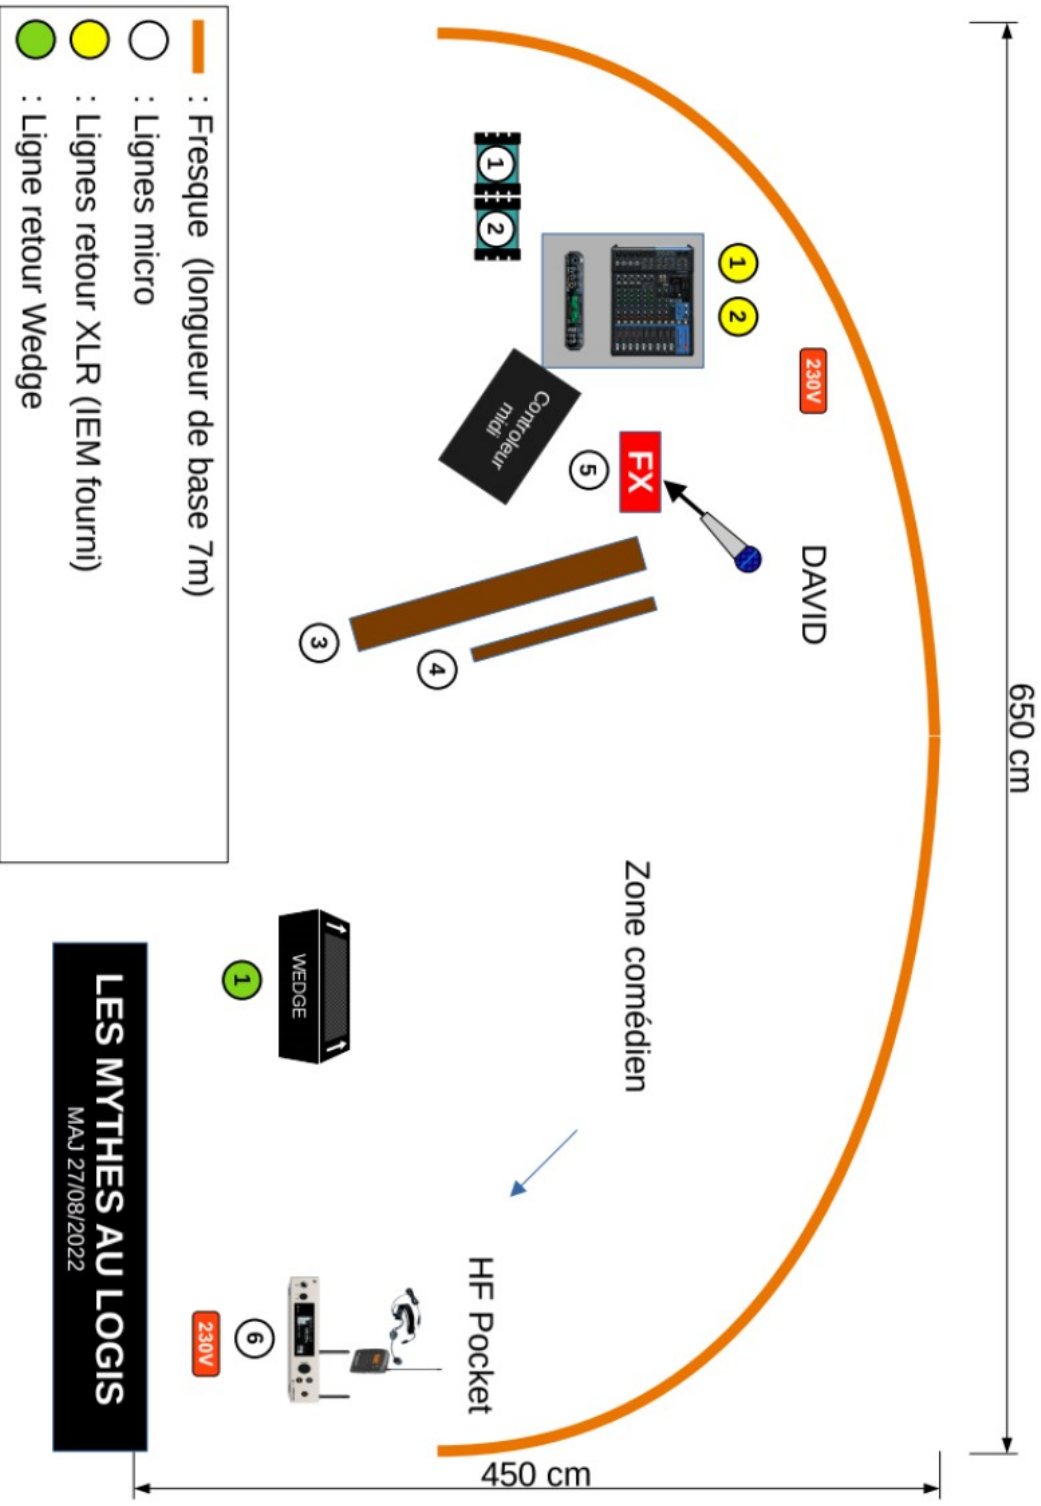 650 cm
450 cm
230V
DAVID
1
2
1
2
FX
5
Controleur
midi
3
4
Zone comédien
HF Pocket
WEDGE
1
6
230V
: Fresque (longueur de base 7m)
: Lignes micro
: Lignes retour XLR (IEM fourni)
: Ligne retour Wedge
LES MYTHES AU LOGIS
MAJ 27/08/2022